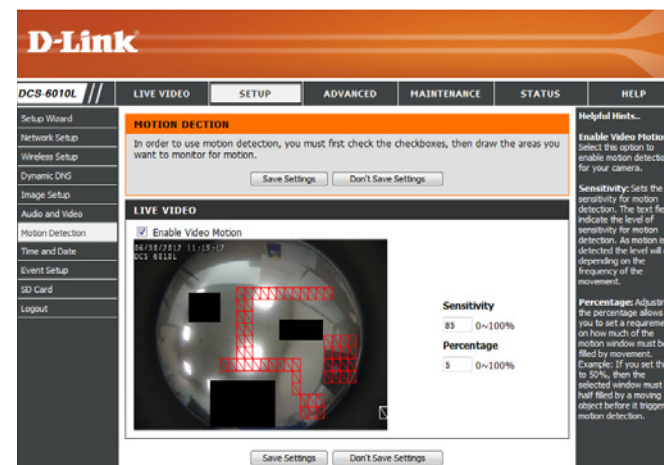 D-Link
DCS-6010L
LIVE VIDEO
SETUP
ADVANCED
MAINTENANCE
STATUS
HELP
Setup Wizard
Network Setup
Wireless Setup
Dynamic DNS
Image Setup
Audio and Video
Motion Detection
Time and Date
Event Setup
SD Card
Logout
MOTION DECTION
In order to use motion detection, you must first check the checkboxes, then draw the areas you
want to monitor for motion.
Save Settings
Don't Save Settings
LIVE VIDEO
Enable Video Motion
DCS 6010L
Sensitivity
85 0~100%
Percentage
5 0~100%
Save Settings
Don't Save Settings
Helpful Hints..
Enable Video Motion
Select this option to
enable motion detectio
for your camera.
Sensitivity: Sets the
sensitivity for motion
detection. The text fie
indicate the level of
sensitivity for motion
detection. As motion is
detected the level will
depending on the
frequency of the
movement.
Percentage: Adjustin
the percentage allows
you to set a requireme
on how much of the
motion window must be
filled by movement.
Example: If you set th
to 50%, then the
selected window must
half filled by a moving
object before it trigger
motion detection.